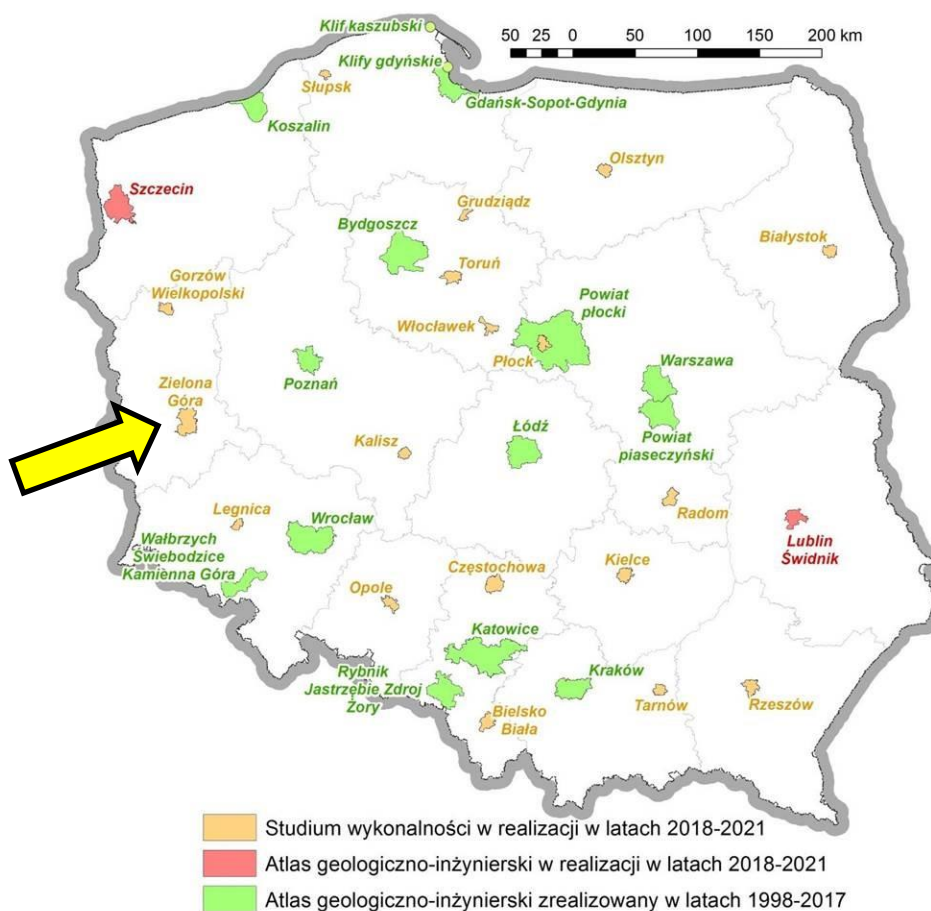 Klif kaszubski
50 25 0 50 100 150 200 km
Klify gdyńskie
Słupsk
Gdańsk-Sopot-Gdynia
Koszalin
Olsztyn
Szczecin
Grudziądz
Bydgoszcz
Białystok
Toruń
Gorzów
Wielkopolski
Powiat
płocki
Włocławek
Płock
Warszawa
Poznań
Zielona
Góra
Łódź
Kalisz
Powiat
piaseczyński
Legnica
Wrocław
Radom
Wałbrzych
Świebodzice
Kamienna Góra
Lublin
Świdnik
Częstochowa
Kielce
Opole
Katowice
Rybnik
Jastrzębie Zdroj
Żory
Kraków
Bielsko
Biała
Tarnów
Rzeszów
Studium wykonalności w realizacji w latach 2018-2021
Atlas geologiczno-inżynierski w realizacji w latach 2018-2021
Atlas geologiczno-inżynierski zrealizowany w latach 1998-2017